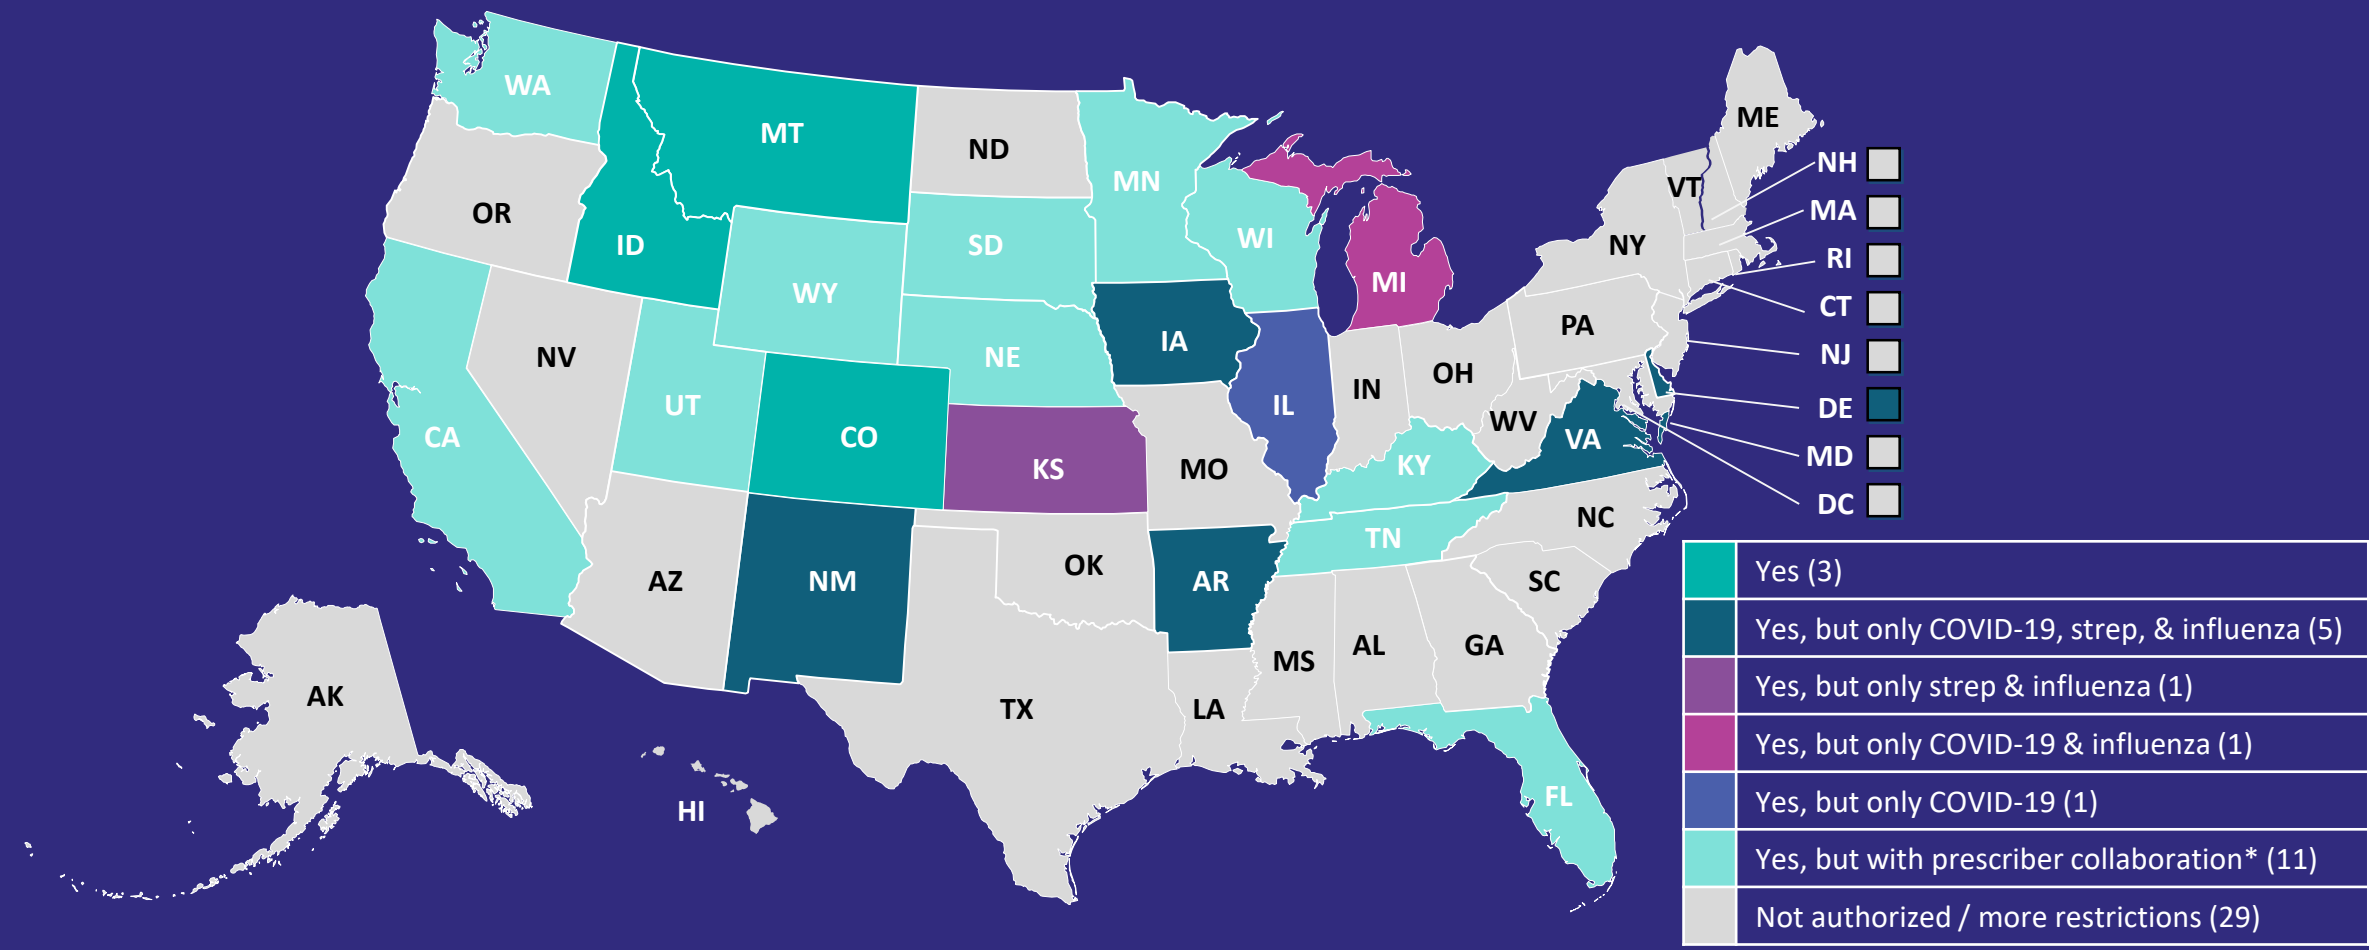 WA
MT
ND
MN
ME
OR
ID
WY
SD
WI
MI
NY
VT
NH
MA
RI
CT
NJ
DE
MD
DC
NV
UT
CO
NE
IA
IL
IN
OH
PA
WV
VA
CA
KS
MO
KY
NC
TN
AZ
NM
OK
AR
SC
MS
AL
GA
TX
LA
FL
AK
HI
Yes (3)
Yes, but only COVID-19, strep, & influenza (5)
Yes, but only strep & influenza (1)
Yes, but only COVID-19 & influenza (1)
Yes, but only COVID-19 (1)
Yes, but with prescriber collaboration* (11)
Not authorized / more restrictions (29)